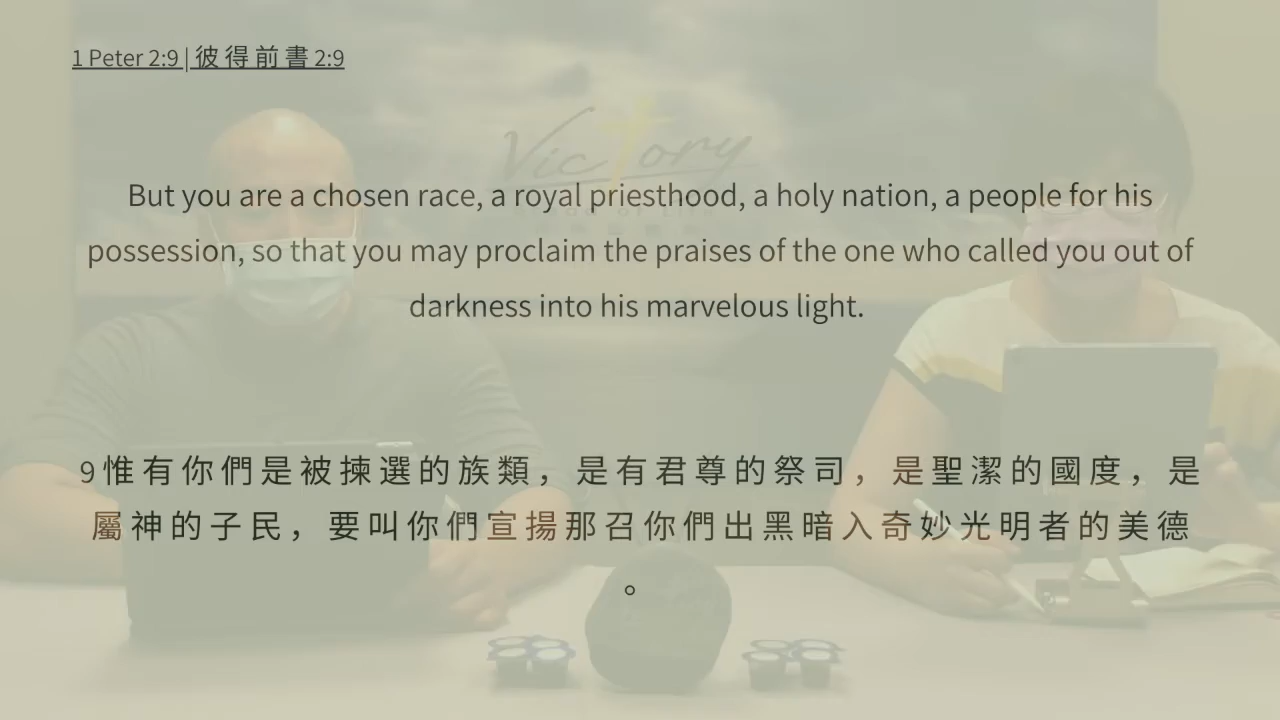 1 Peter 2:9 | 彼得前書 2:9
Victory
But you are a chosen race, a royal priesthood, a holy nation, a people for his
possession, so that you may proclaim the praises of the one who called you out of
darkness into his marvelous light.
9惟有你們是被揀選的族類，是有君尊的祭司，是聖潔的國度，是
屬神的子民，要叫你們宣揚那召你們出黑暗入奇妙光明者的美德
。